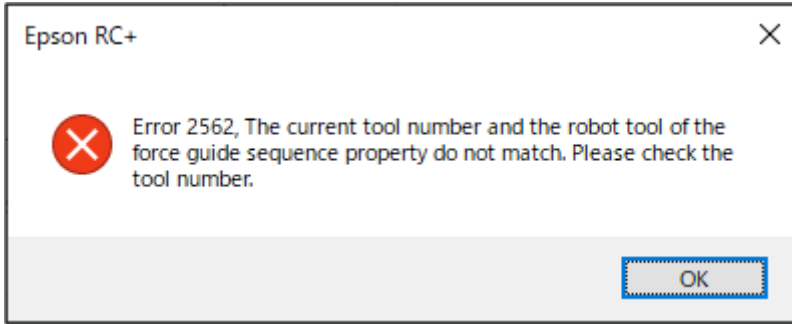 Epson RC+
Error 2562, The current tool number and the robot tool of the
force guide sequence property do not match. Please check the
tool number.
OK